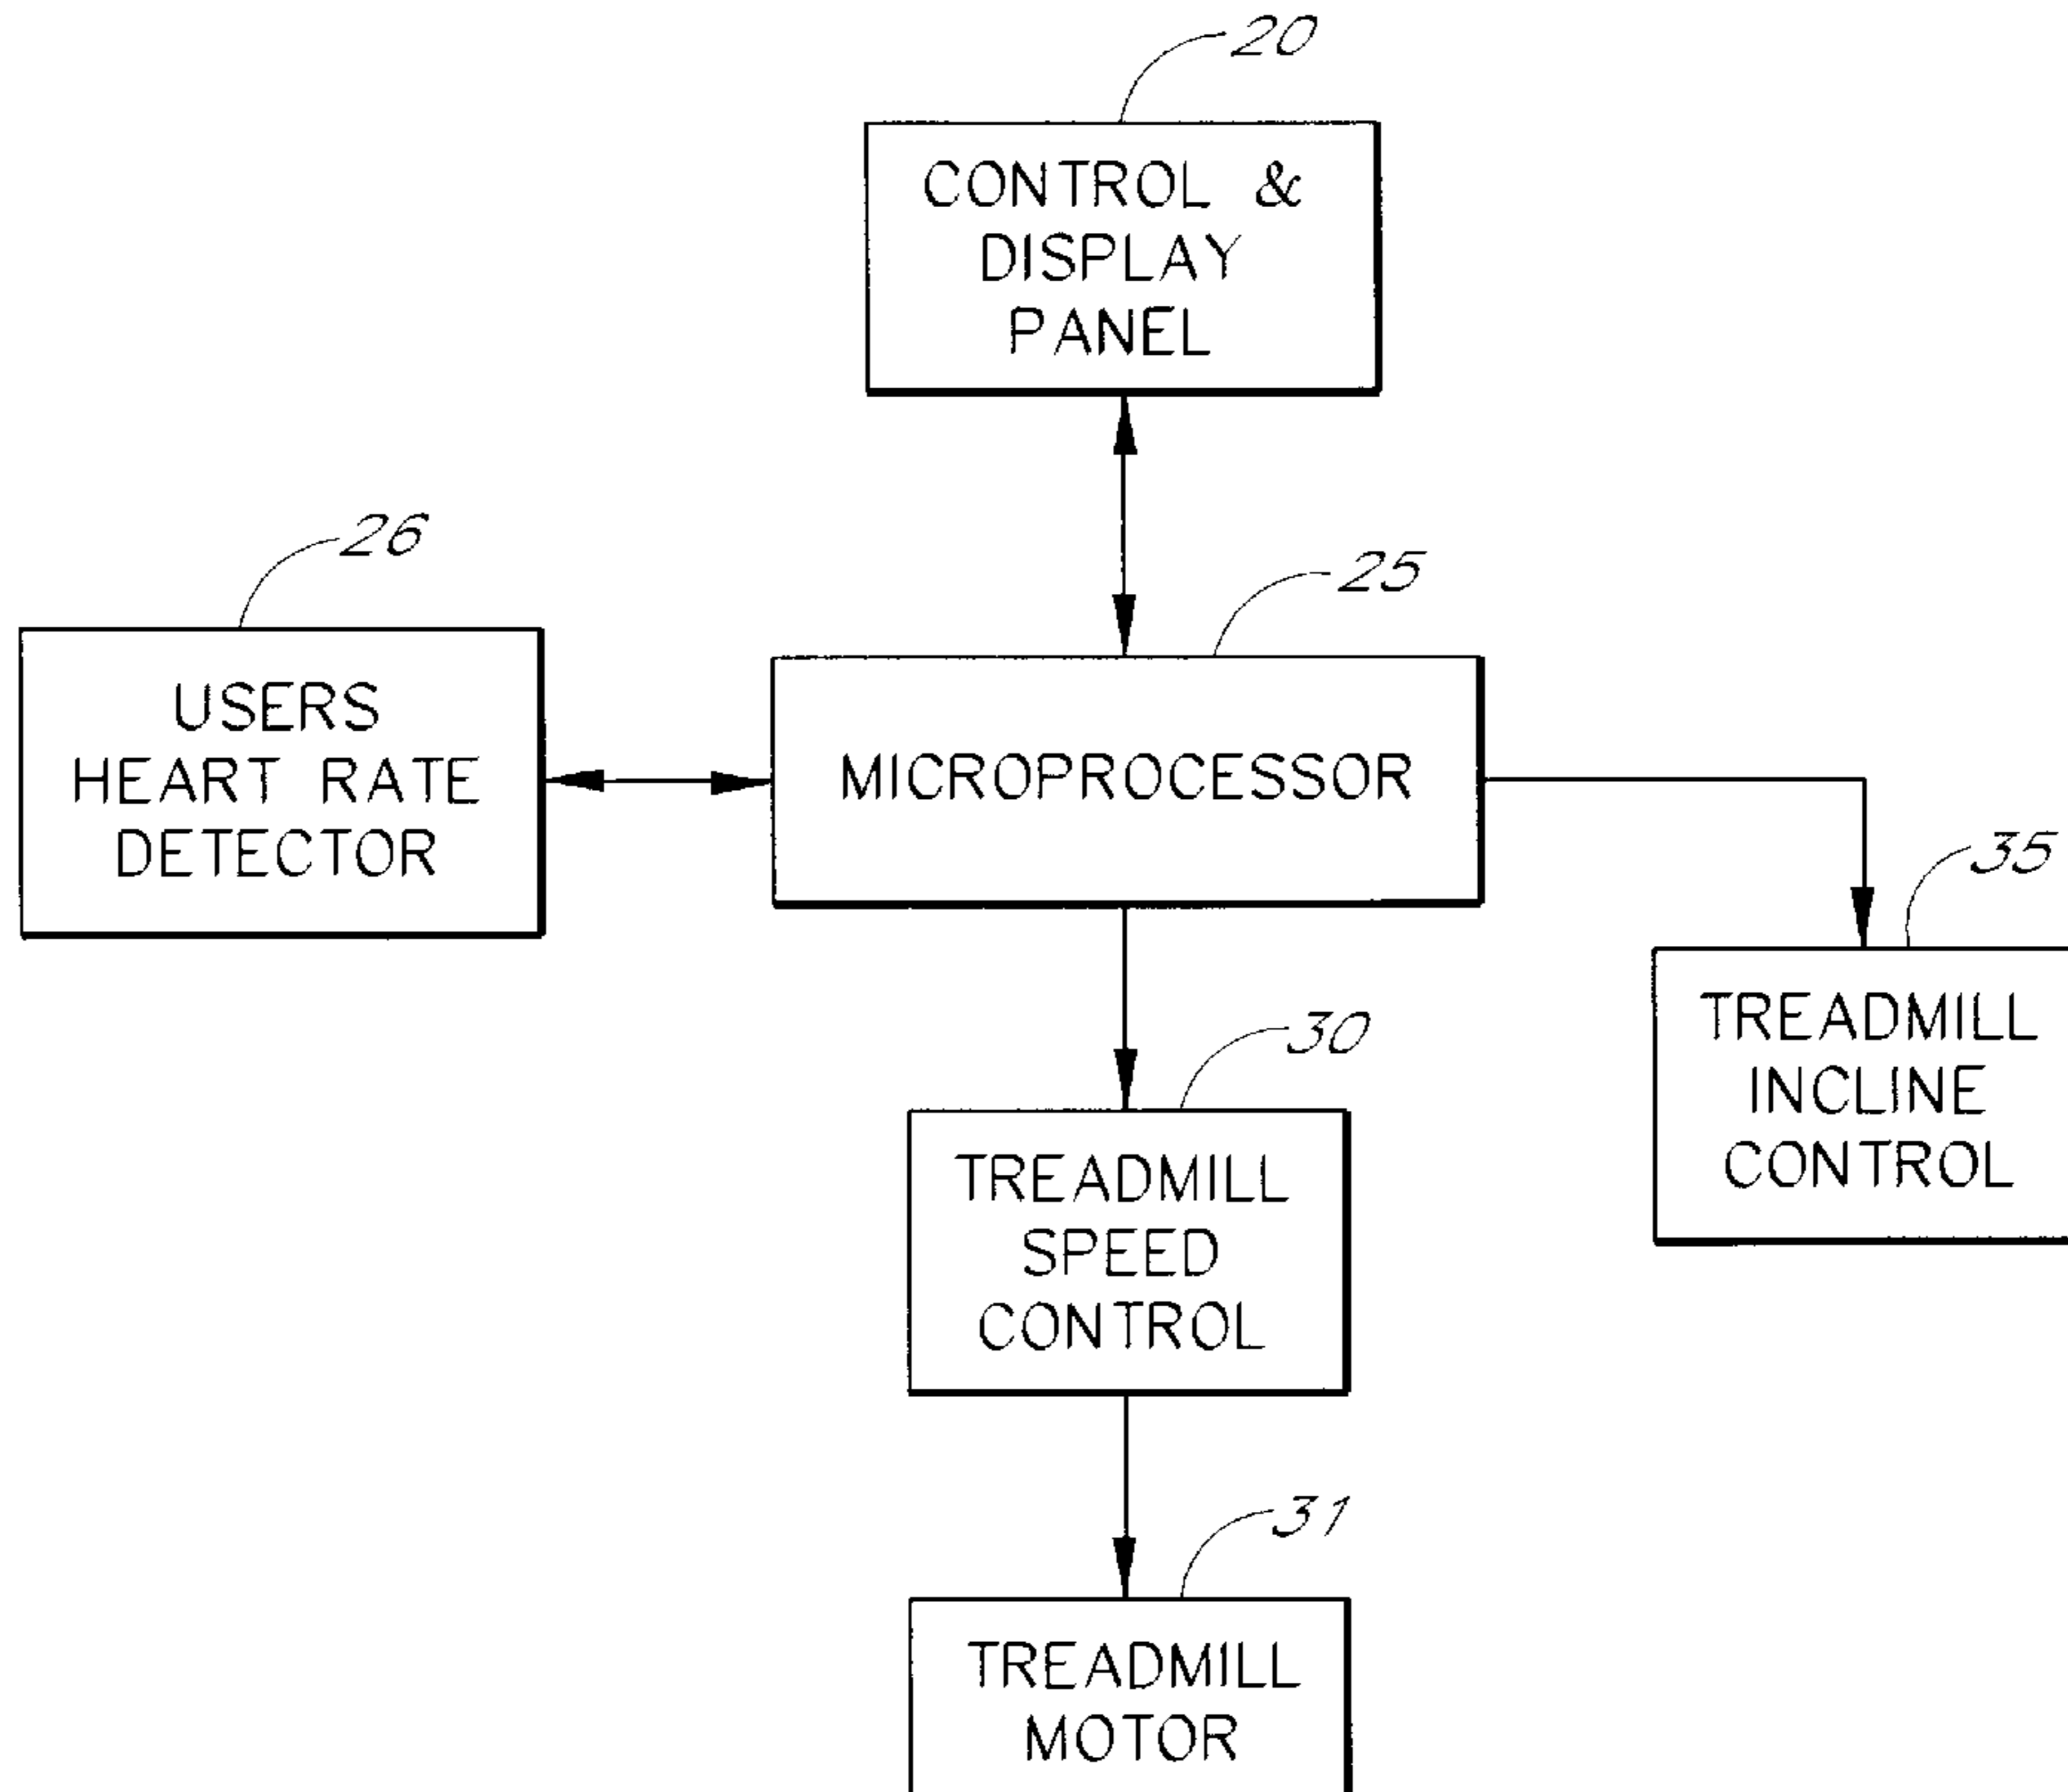 20
CONTROL &
DISPLAY
PANEL
26
25
USERS
HEART RATE
DETECTOR
MICROPROCESSOR
35
TREADMILL
INCLINE
CONTROL
30
TREADMILL
SPEED
CONTROL
31
TREADMILL
MOTOR